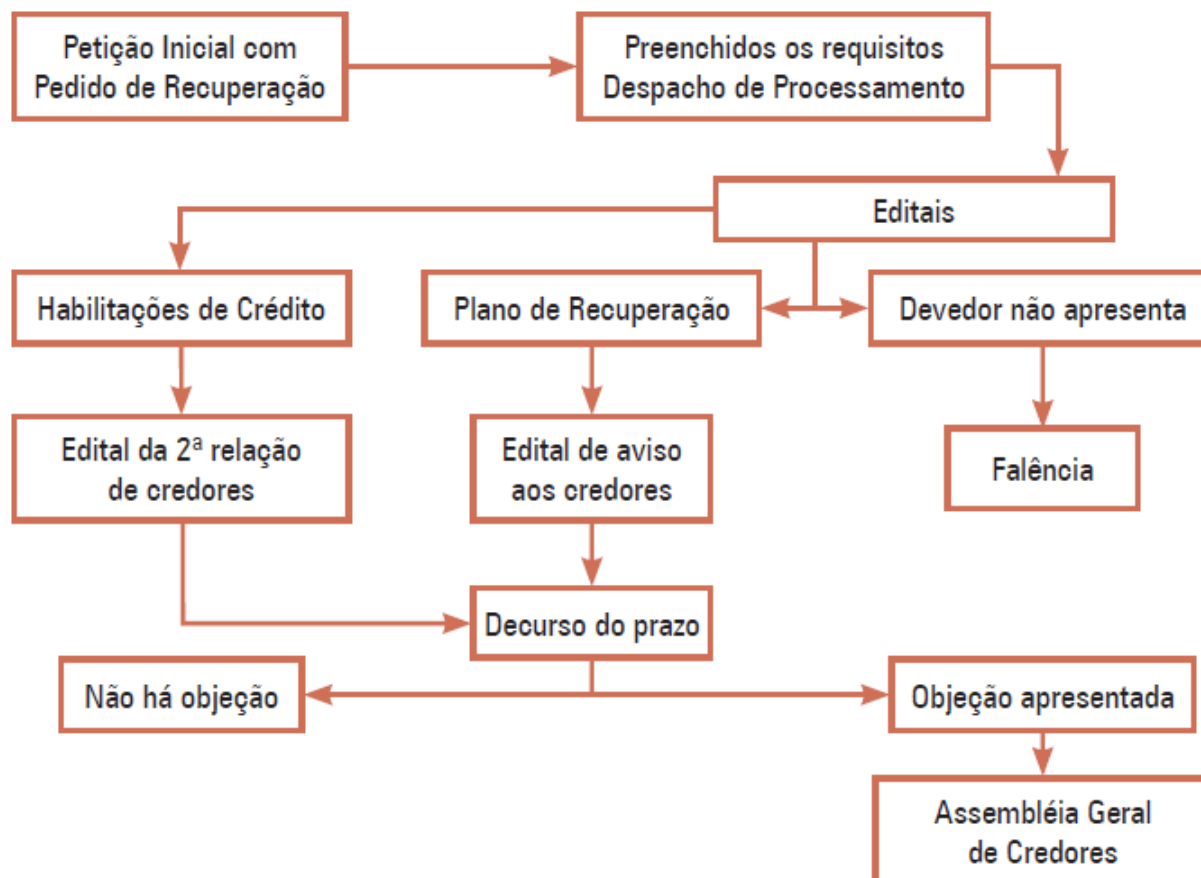 Petição Inicial com
Pedido de Recuperação
Preenchidos os requisitos
Despacho de Processamento
Editais
Habilitações de Crédito
Plano de Recuperação
Devedor não apresenta
Edital da 2ª relação
de credores
Edital de aviso
aos credores
Falência
Decurso do prazo
Não há objeção
Objeção apresentada
Assembléia Geral
de Credores